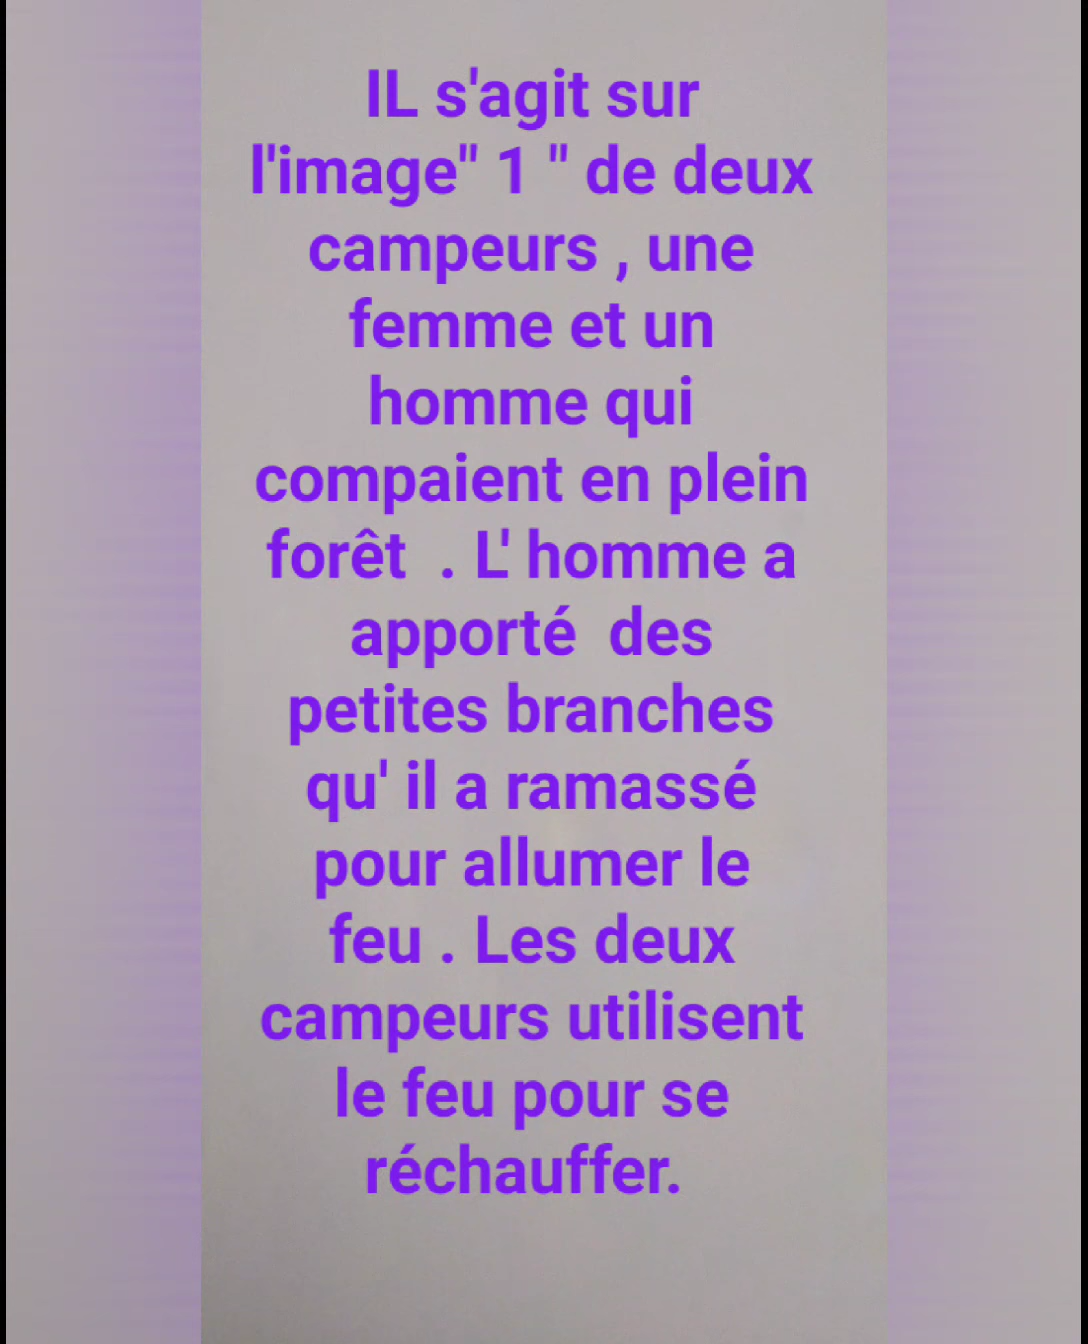 IL s'agit sur
l'image" 1 " de deux
campeurs , une
femme et un
homme qui
compaient en plein
forêt  . L' homme a
apporté  des
petites branches
qu' il a ramassé
pour allumer le
feu . Les deux
campeurs utilisent
le feu pour se
réchauffer.